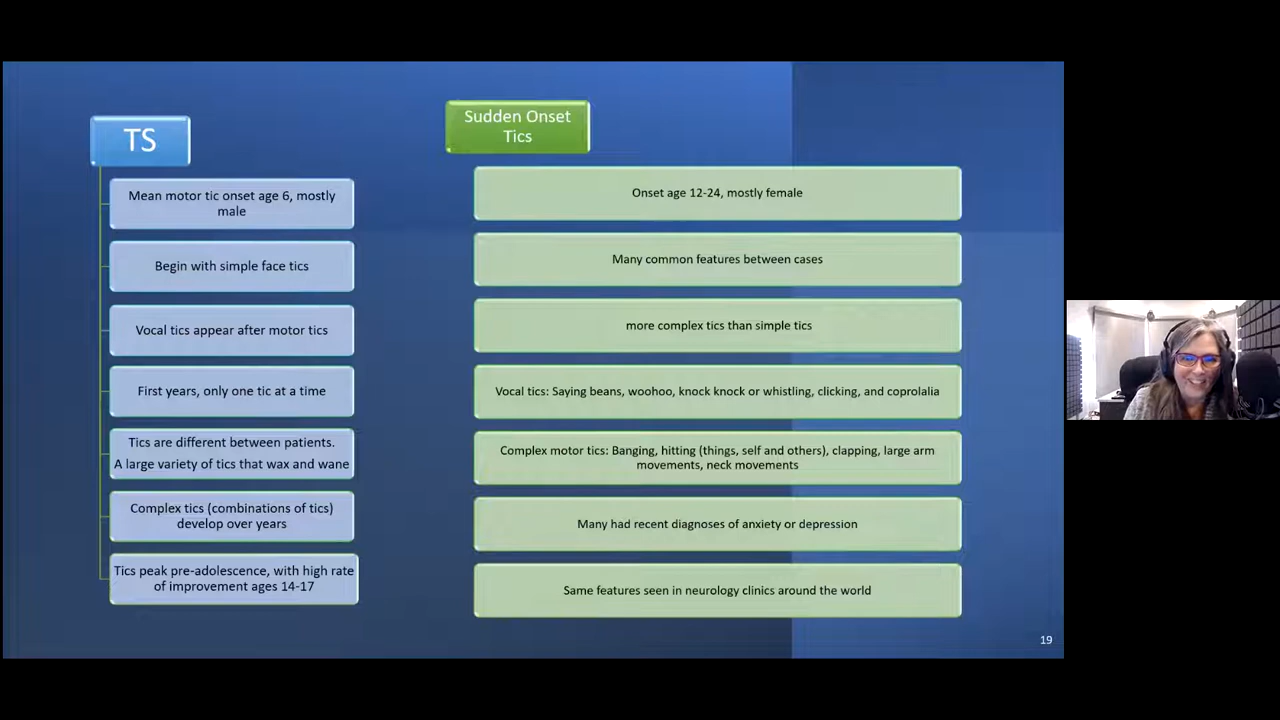 TS
Mean motor tic onset age 6, mostly
male
Begin with simple face tics
Vocal tics appear after motor tics
First years, only one tic at a time
Tics are different between patients.
A large variety of tics that wax and wane
Complex tics (combinations of tics)
develop over years
Tics peak pre-adolescence, with high rate
of improvement ages 14-17
Sudden Onset
Tics
Onset age 12-24, mostly female
Many common features between cases
more complex tics than simple tics
Vocal tics: Saying beans, woohoo, knock knock or whistling, clicking, and coprolalia
Complex motor tics: Banging, hitting (things, self and others), clapping, large arm
movements, neck movements
Many had recent diagnoses of anxiety or depression
Same features seen in neurology clinics around the world
19